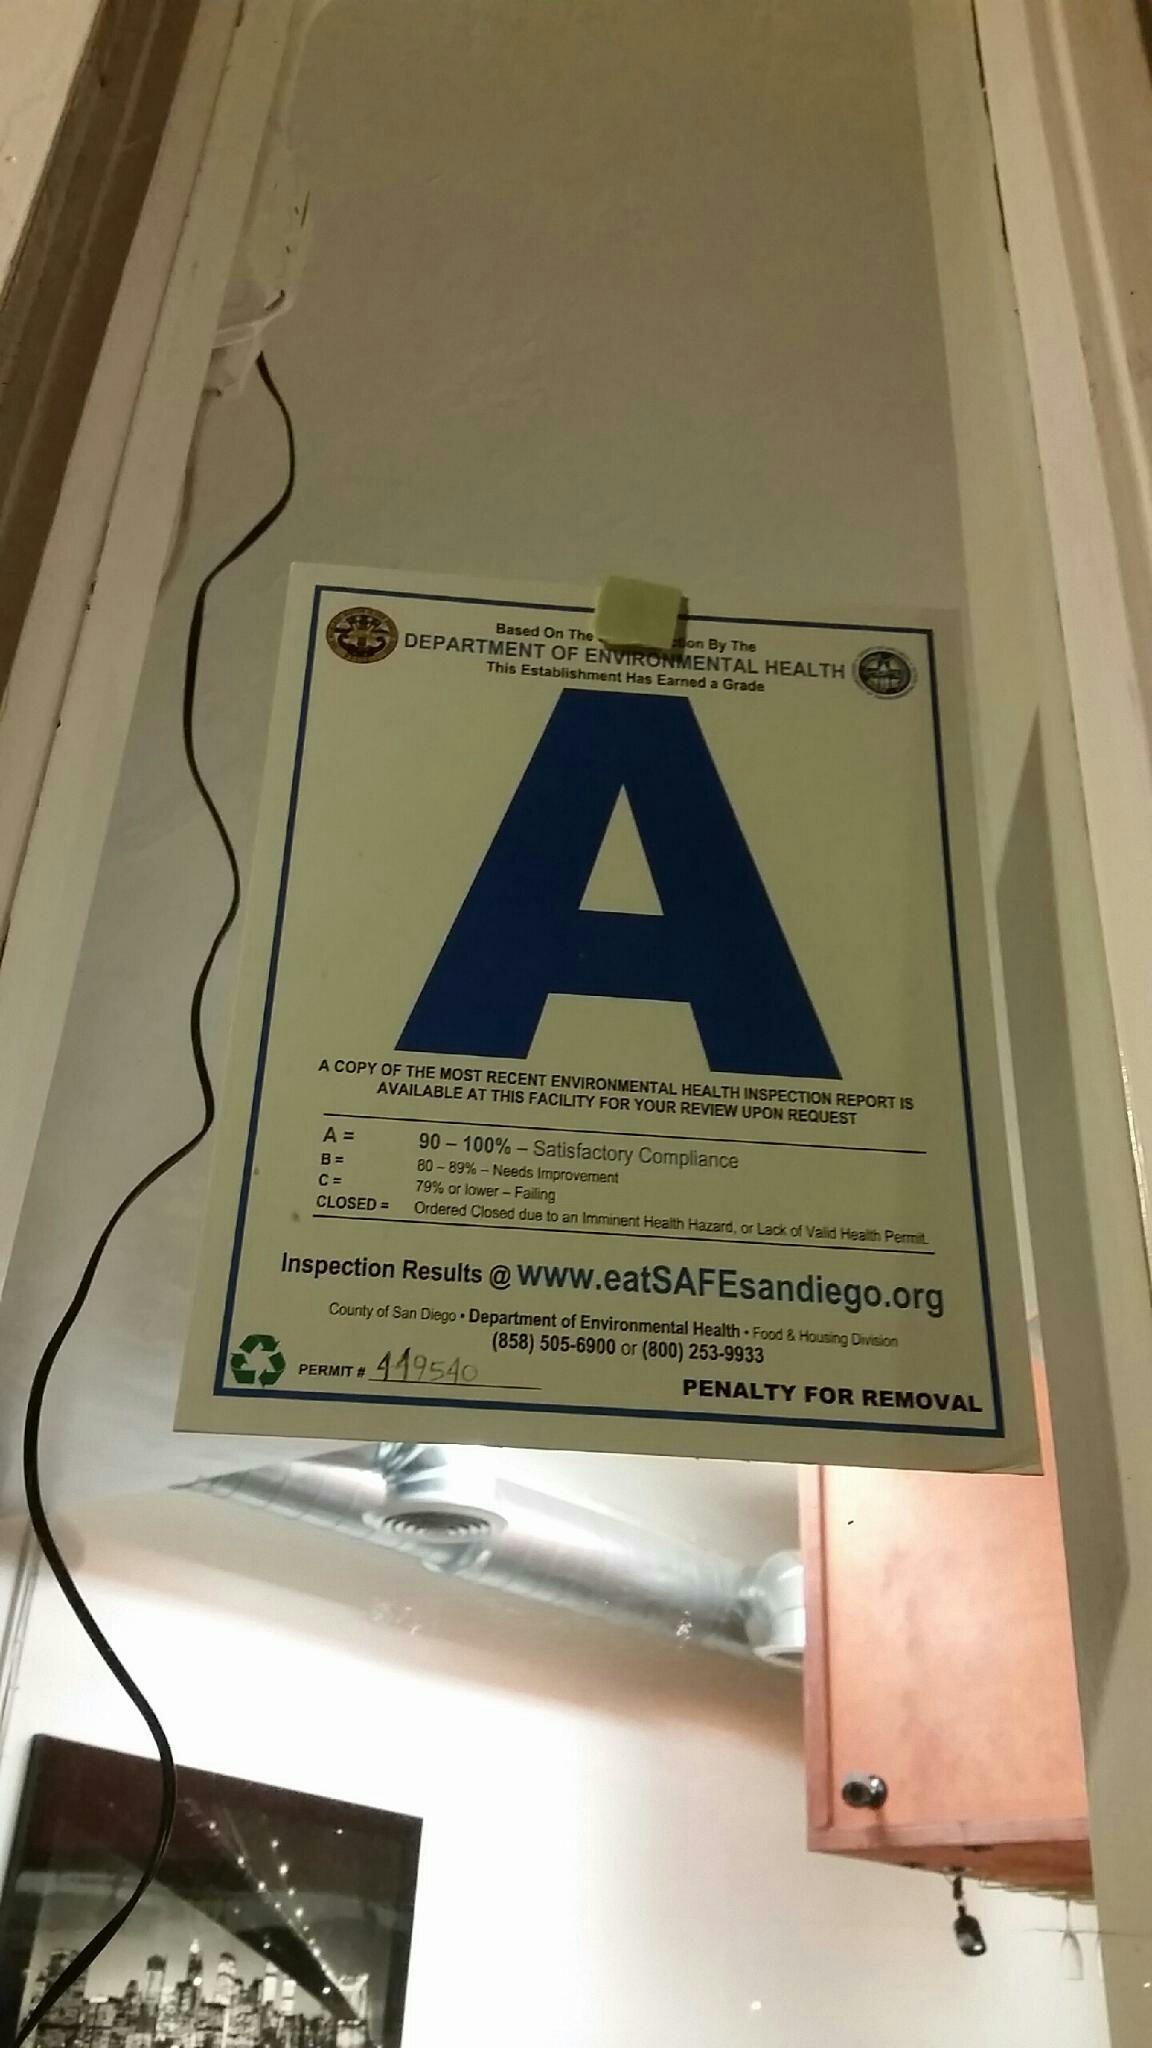 Based On The ction By The
DEPARTMENT OF ENVIRONMENTAL HEALTH
This Establishment Has Earned a Grade
A
A COPY OF THE MOST RECENT ENVIRONMENTAL HEALTH INSPECTION REPORT IS
AVAILABLE AT THIS FACILITY FOR YOUR REVIEW UPON REQUEST
A = 90 – 100% – Satisfactory Compliance
B = 80 – 89% – Needs Improvement
C = 79% or lower – Failing
CLOSED = Ordered Closed due to an Imminent Health Hazard, or Lack of Valid Health Permit.
Inspection Results @ www.eatSAFEsandiego.org
County of San Diego • Department of Environmental Health • Food & Housing Division
(858) 505-6900 or (800) 253-9933
PERMIT # 119540
PENALTY FOR REMOVAL